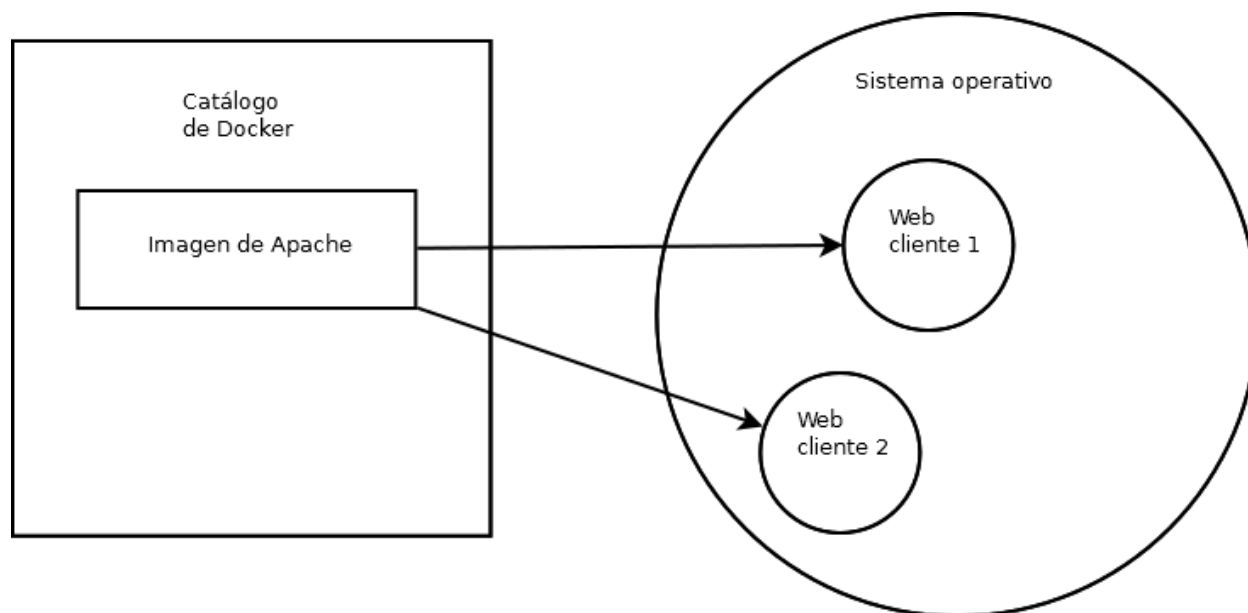 Catálogo
de Docker
Imagen de Apache
Sistema operativo
Web
cliente 1
Web
cliente 2